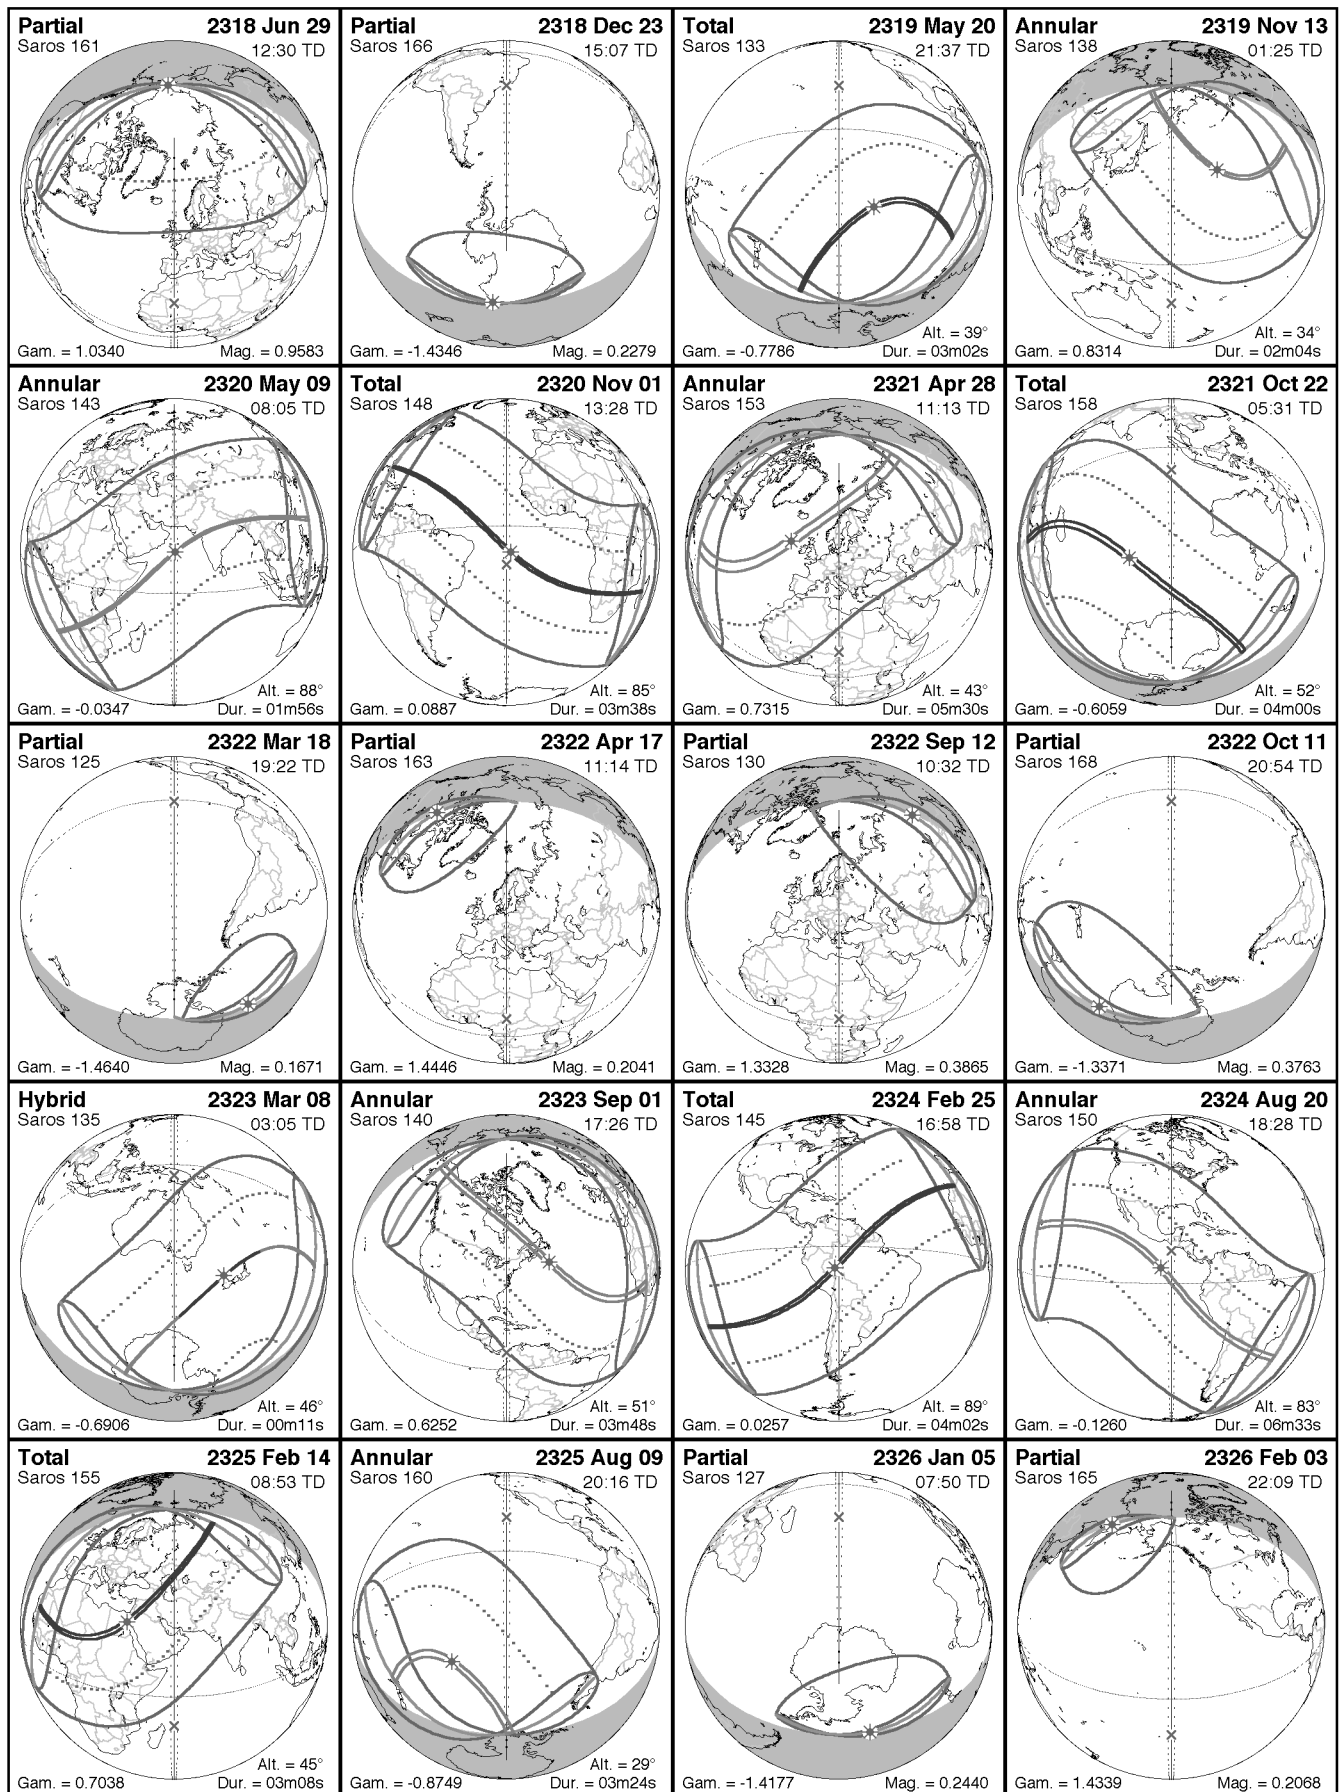 Partial 2318 Jun 29
Saros 161 12:30 TD
Gam. = 1.0340 Mag. = 0.9583
Partial 2318 Dec 23
Saros 166 15:07 TD
Gam. = -1.4346 Mag. = 0.2279
Total 2319 May 20
Saros 133 21:37 TD
Alt. = 39°
Gam. = -0.7786 Dur. = 03m02s
Annular 2319 Nov 13
Saros 138 01:25 TD
Alt. = 34°
Gam. = 0.8314 Dur. = 02m04s
Annular 2320 May 09
Saros 143 08:05 TD
Alt. = 88°
Gam. = -0.0347 Dur. = 01m56s
Total 2320 Nov 01
Saros 148 13:28 TD
Alt. = 85°
Gam. = 0.0887 Dur. = 03m38s
Annular 2321 Apr 28
Saros 153 11:13 TD
Alt. = 43°
Gam. = 0.7315 Dur. = 05m30s
Total 2321 Oct 22
Saros 158 05:31 TD
Alt. = 52°
Gam. = -0.6059 Dur. = 04m00s
Partial 2322 Mar 18
Saros 125 19:22 TD
Gam. = -1.4640 Mag. = 0.1671
Partial 2322 Apr 17
Saros 163 11:14 TD
Gam. = 1.4446 Mag. = 0.2041
Partial 2322 Sep 12
Saros 130 10:32 TD
Gam. = 1.3328 Mag. = 0.3865
Partial 2322 Oct 11
Saros 168 20:54 TD
Gam. = -1.3371 Mag. = 0.3763
Hybrid 2323 Mar 08
Saros 135 03:05 TD
Alt. = 46°
Gam. = -0.6906 Dur. = 00m11s
Annular 2323 Sep 01
Saros 140 17:26 TD
Alt. = 51°
Gam. = 0.6252 Dur. = 03m48s
Total 2324 Feb 25
Saros 145 16:58 TD
Alt. = 89°
Gam. = 0.0257 Dur. = 04m02s
Annular 2324 Aug 20
Saros 150 18:28 TD
Alt. = 83°
Gam. = -0.1260 Dur. = 06m33s
Total 2325 Feb 14
Saros 155 08:53 TD
Alt. = 45°
Gam. = 0.7038 Dur. = 03m08s
Annular 2325 Aug 09
Saros 160 20:16 TD
Alt. = 29°
Gam. = -0.8749 Dur. = 03m24s
Partial 2326 Jan 05
Saros 127 07:50 TD
Gam. = -1.4177 Mag. = 0.2440
Partial 2326 Feb 03
Saros 165 22:09 TD
Gam. = 1.4339 Mag. = 0.2068